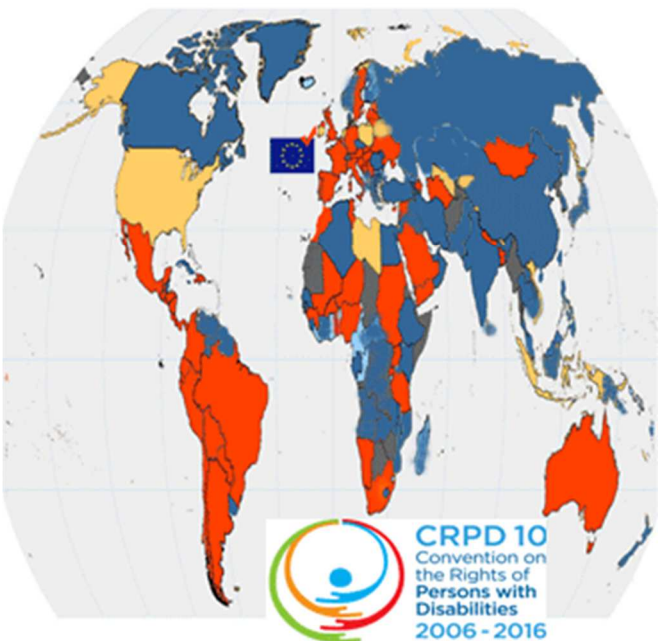 CRPD 10
Convention on
the Rights of
Persons with
Disabilities
2006 - 2016